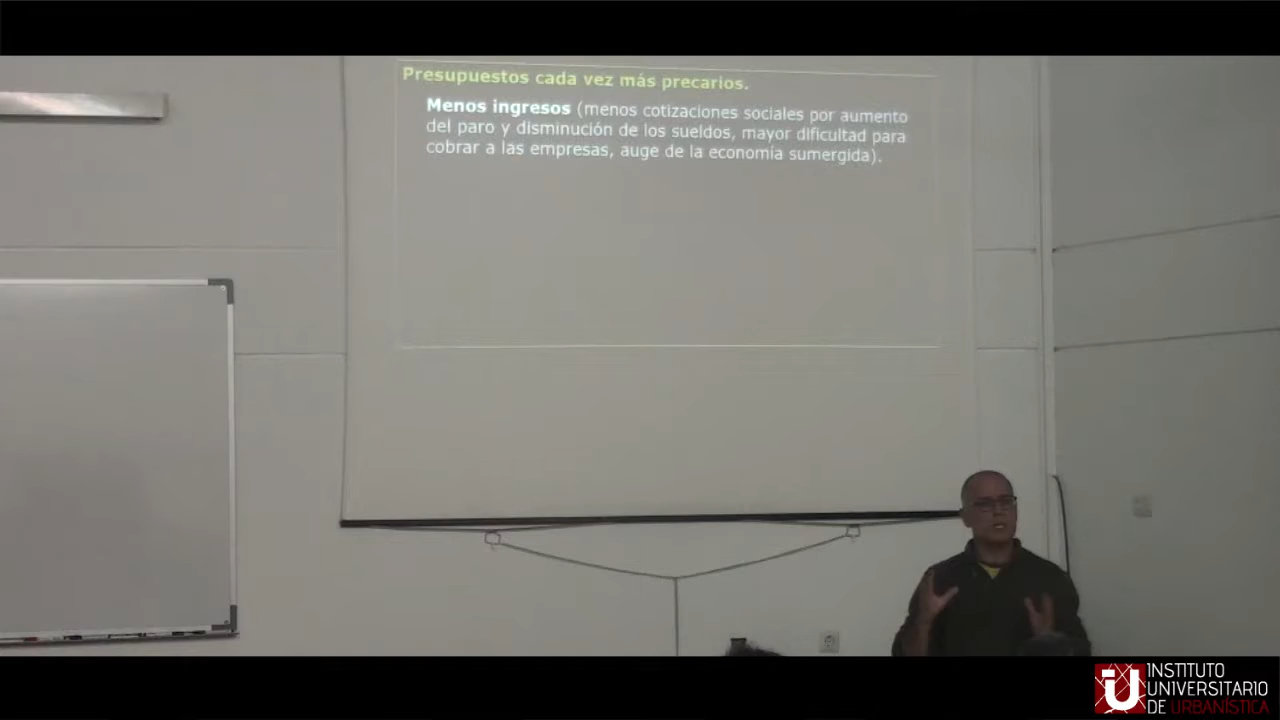 Presupuestos cada vez más precarios.
Menos ingresos (menos cotizaciones sociales por aumento
del paro y disminución de los sueldos, mayor dificultad para
cobrar a las empresas, auge de la economía sumergida).
iU INSTITUTO
UNIVERSITARIO
DE URBANÍSTICA